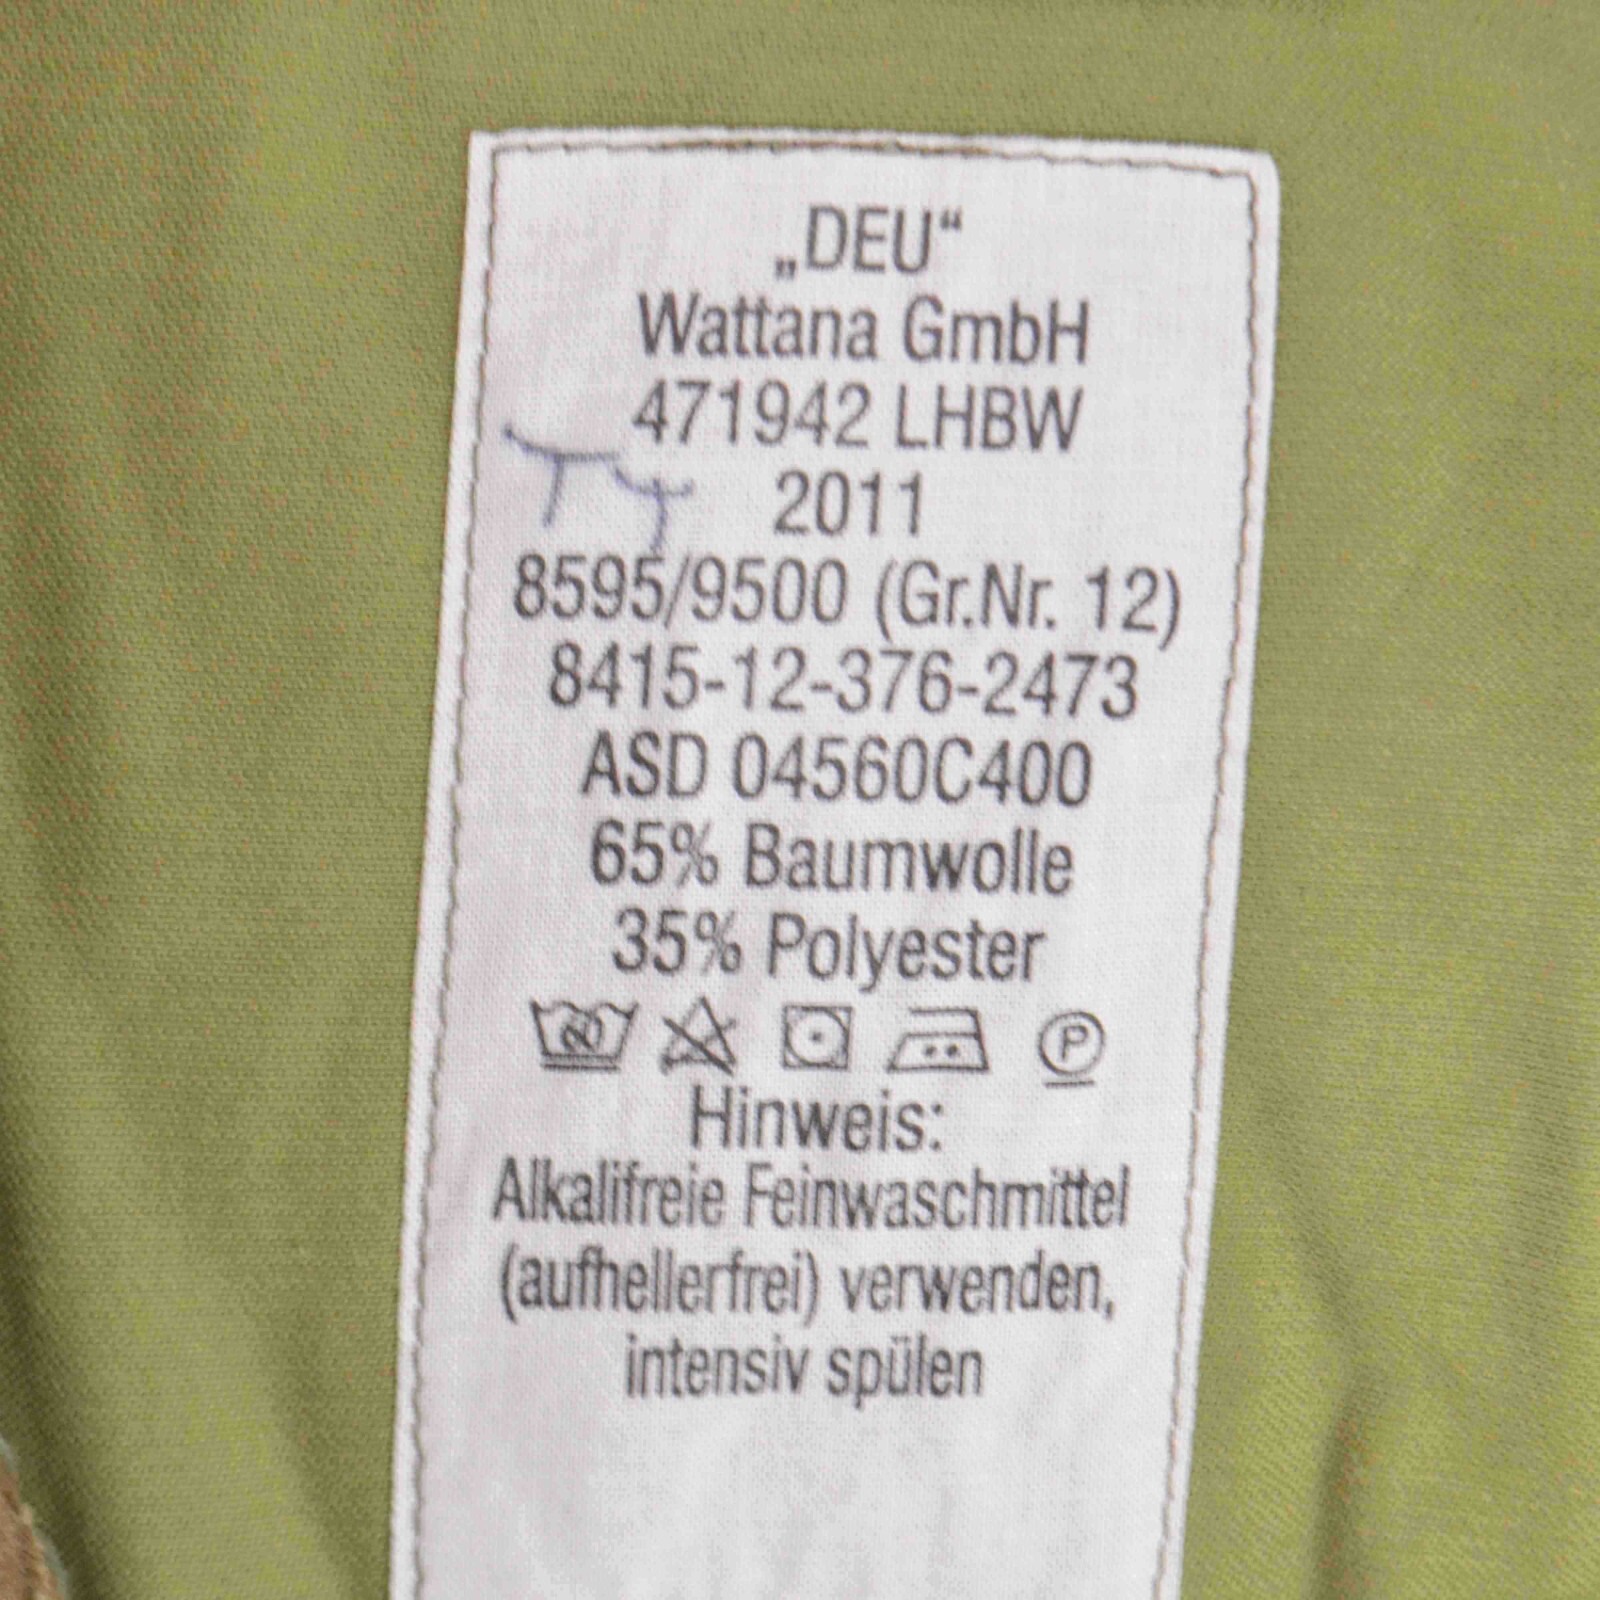 „DEU“
Wattana GmbH
471942 LHBW
2011
8595/9500 (Gr.Nr. 12)
8415-12-376-2473
ASD 04560C400
65% Baumwolle
35% Polyester
P
Hinweis:
Alkalifreie Feinwaschmittel
(aufhellerfrei) verwenden,
intensiv spülen